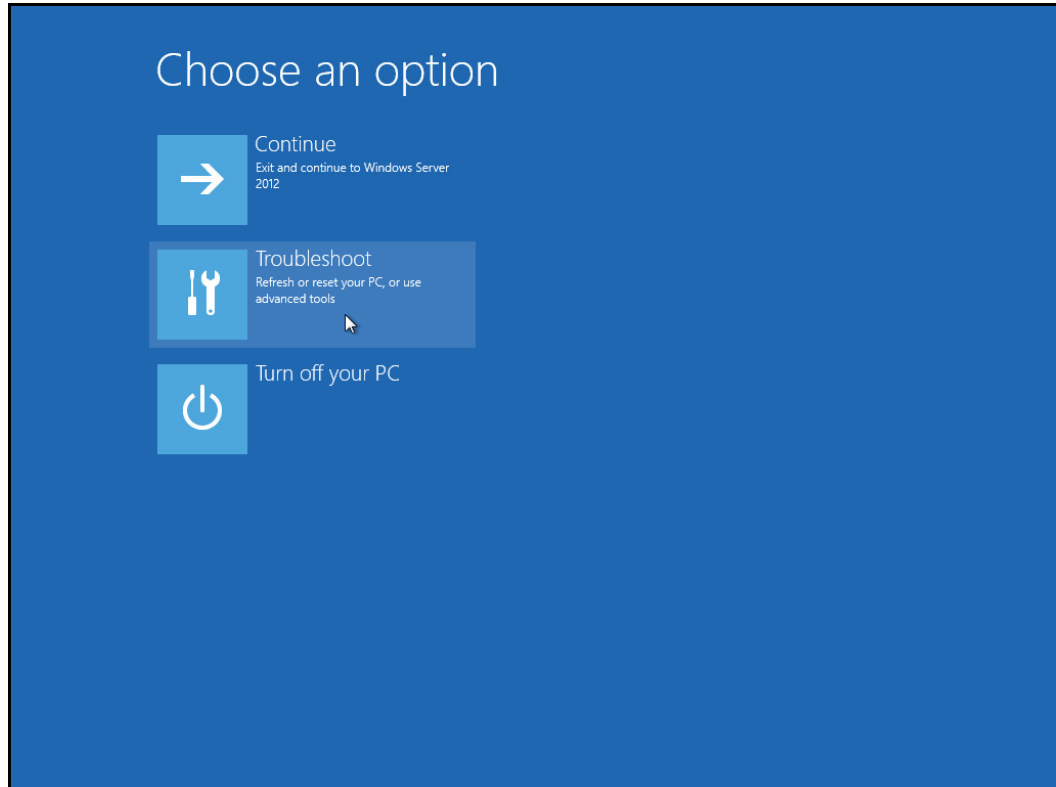 Choose an option
Continue
Exit and continue to Windows Server
2012
Troubleshoot
Refresh or reset your PC, or use
advanced tools
Turn off your PC